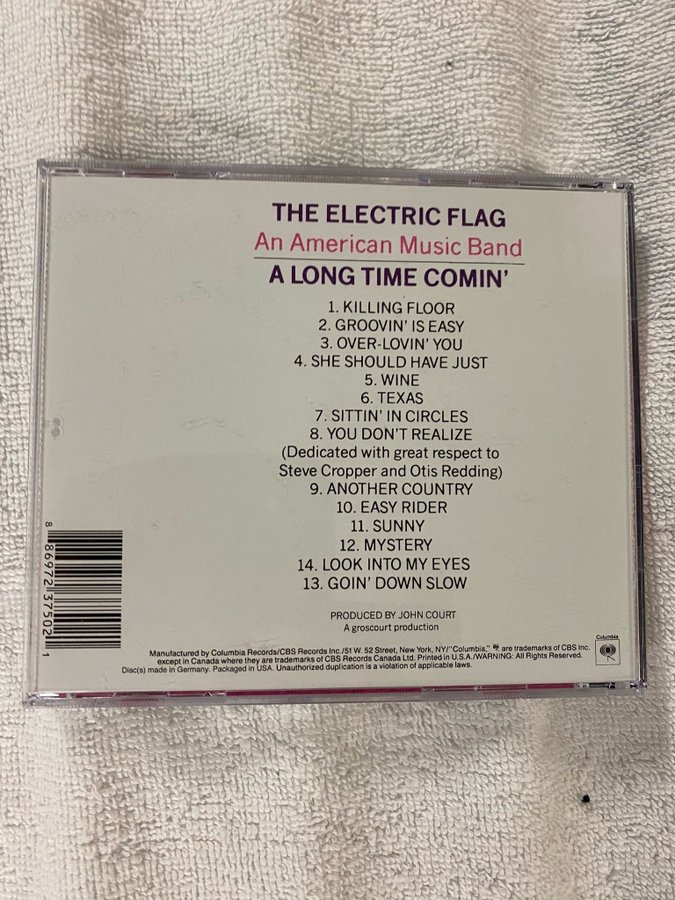 THE ELECTRIC FLAG
An American Music Band
A LONG TIME COMIN'
1. KILLING FLOOR
2. GROOVIN' IS EASY
3. OVER-LOVIN' YOU
4. SHE SHOULD HAVE JUST
5. WINE
6. TEXAS
7. SITTIN' IN CIRCLES
8. YOU DON'T REALIZE
(Dedicated with great respect to
Steve Cropper and Otis Redding)
9. ANOTHER COUNTRY
10. EASY RIDER
11. SUNNY
12. MYSTERY
14. LOOK INTO MY EYES
13. GOIN' DOWN SLOW
PRODUCED BY JOHN COURT
A groscourt production
8 86972 37502 1
Manufactured by Columbia Records/CBS Records Inc./51 W. 52 Street, New York, NY/"Columbia," are trademarks of CBS Inc.
except in Canada where they are trademarks of CBS Records Canada Ltd. Printed in U.S.A./WARNING: All Rights Reserved.
Disc(s) made in Germany. Packaged in USA. Unauthorized duplication is a violation of applicable laws.
Columbia